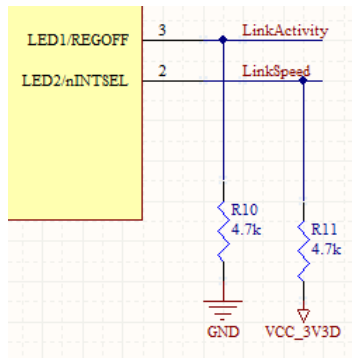 LED1/REGOFF 3 LinkActivity
LED2/nINTSEL 2 LinkSpeed
R10 R11
4.7k 4.7k
GND VCC_3V3D